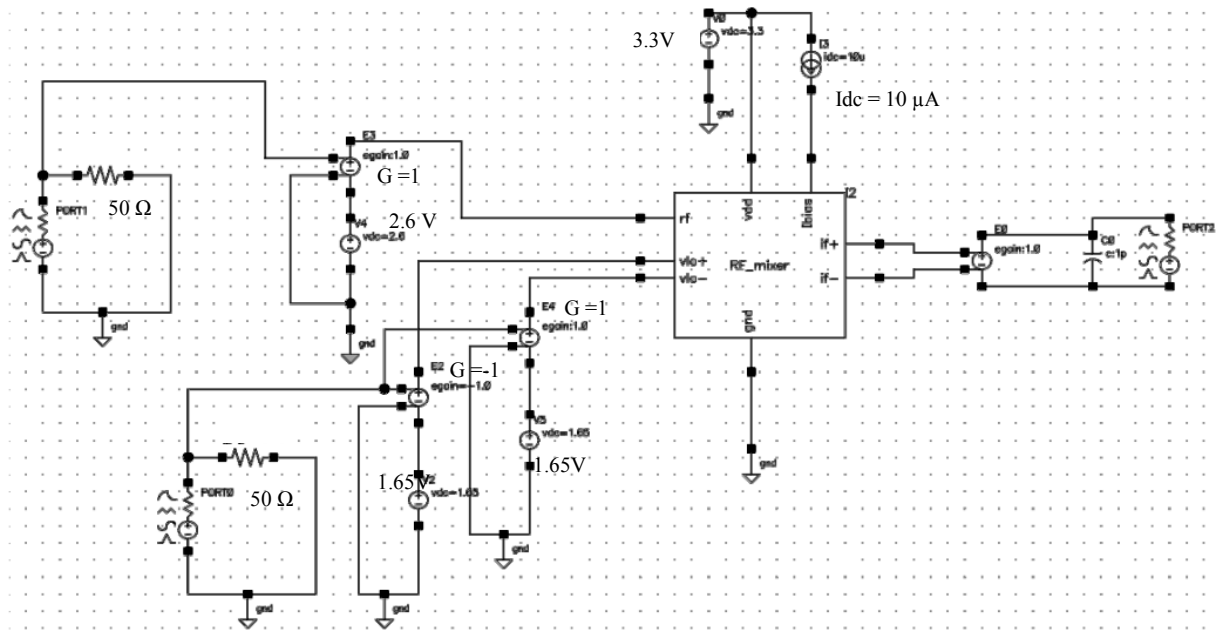 V0
vdc=3.3
3.3V
I3
idc=10u
Idc = 10 µA
gnd
E3
egain:1.0
G =1
50 Ω
PORT1
2.6 V
V4
vdc=2.6
gnd
gnd
I2
vdd
Ibias
rf
vlo+
vlo-
RF_mixer
if+
if-
gnd
E0
egain:1.0
C0
c:1p
PORT2
E4
G =1
egain:1.0
E2
G =-1
egain=-1.0
V3
vdc=1.65
1.65V
gnd
PORT0
50 Ω
1.65V
V2
vdc=1.65
gnd
gnd
gnd